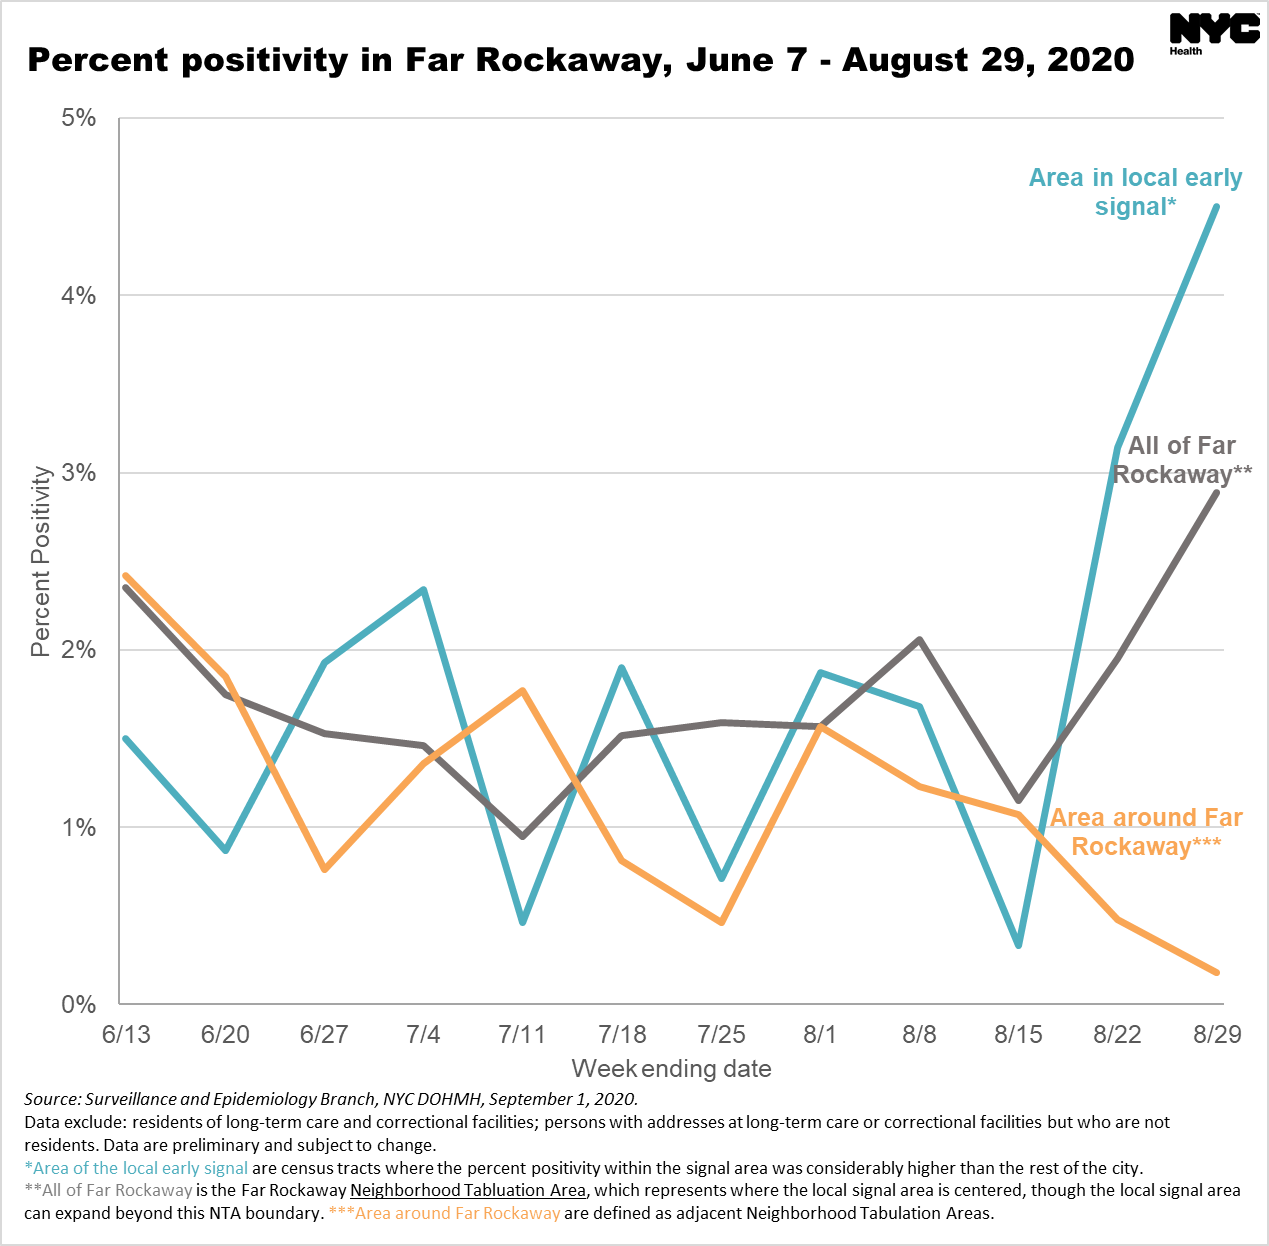 NYC
Health
Percent positivity in Far Rockaway, June 7 - August 29, 2020
5%
4%
3%
2%
1%
0%
Percent Positivity
Area in local early
signal*
All of Far
Rockaway**
Area around Far
Rockaway***
6/13 6/20 6/27 7/4 7/11 7/18 7/25 8/1 8/8 8/15 8/22 8/29
Week ending date
Source: Surveillance and Epidemiology Branch, NYC DOHMH, September 1, 2020.
Data exclude: residents of long-term care and correctional facilities; persons with addresses at long-term care or correctional facilities but who are not
residents. Data are preliminary and subject to change.
*Area of the local early signal are census tracts where the percent positivity within the signal area was considerably higher than the rest of the city.
**All of Far Rockaway is the Far Rockaway Neighborhood Tabluation Area, which represents where the local signal area is centered, though the local signal area
can expand beyond this NTA boundary. ***Area around Far Rockaway are defined as adjacent Neighborhood Tabulation Areas.